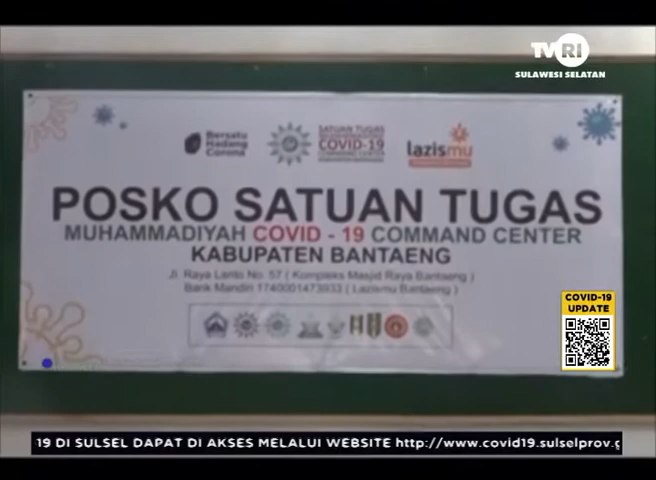 TVRI
SULAWESI SELATAN
Bersatu
Hadang
Corona
SATUAN TUGAS
COVID-19
COMMAND CENTER
lazismu
POSKO SATUAN TUGAS
MUHAMMADIYAH COVID - 19 COMMAND CENTER
KABUPATEN BANTAENG
Jl. Raya Lanto No. 57 ( Kompleks Masjid Raya Bantaeng )
Bank Mandiri 1740001473933 ( Lazismu Bantaeng )
COVID-19
UPDATE
19 DI SULSEL DAPAT DI AKSES MELALUI WEBSITE http://www.covid19.sulselprov.g